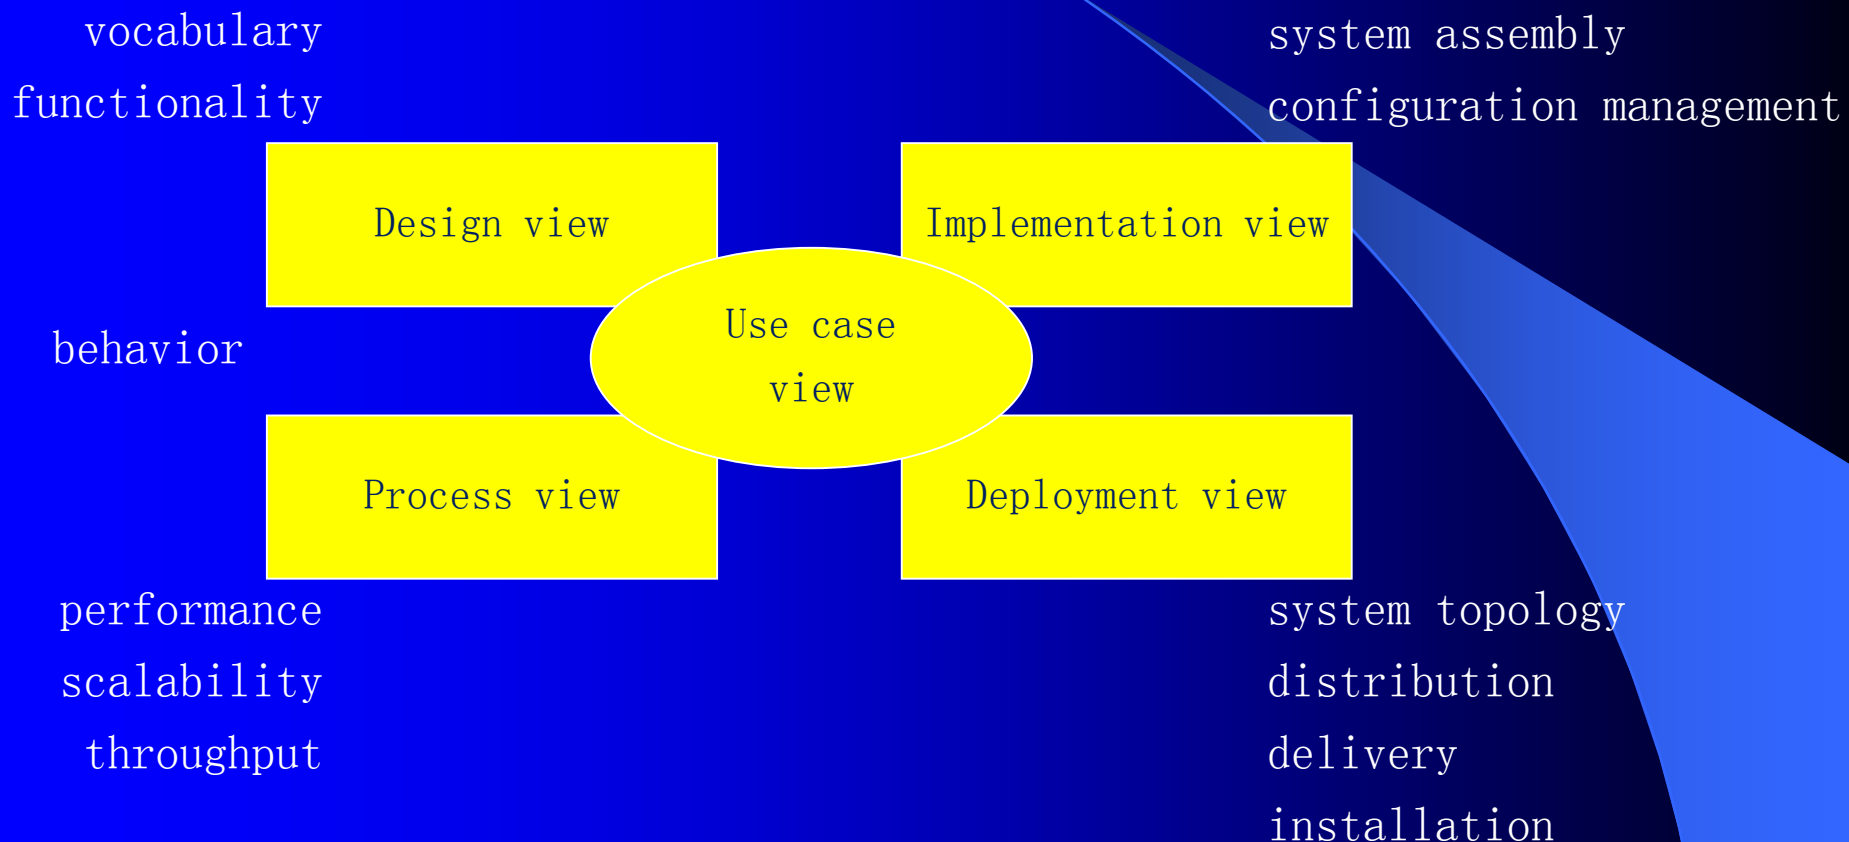 vocabulary
functionality
system assembly
configuration management
Design view
Implementation view
Use case
view
behavior
Process view
Deployment view
performance
scalability
throughput
system topology
distribution
delivery
installation